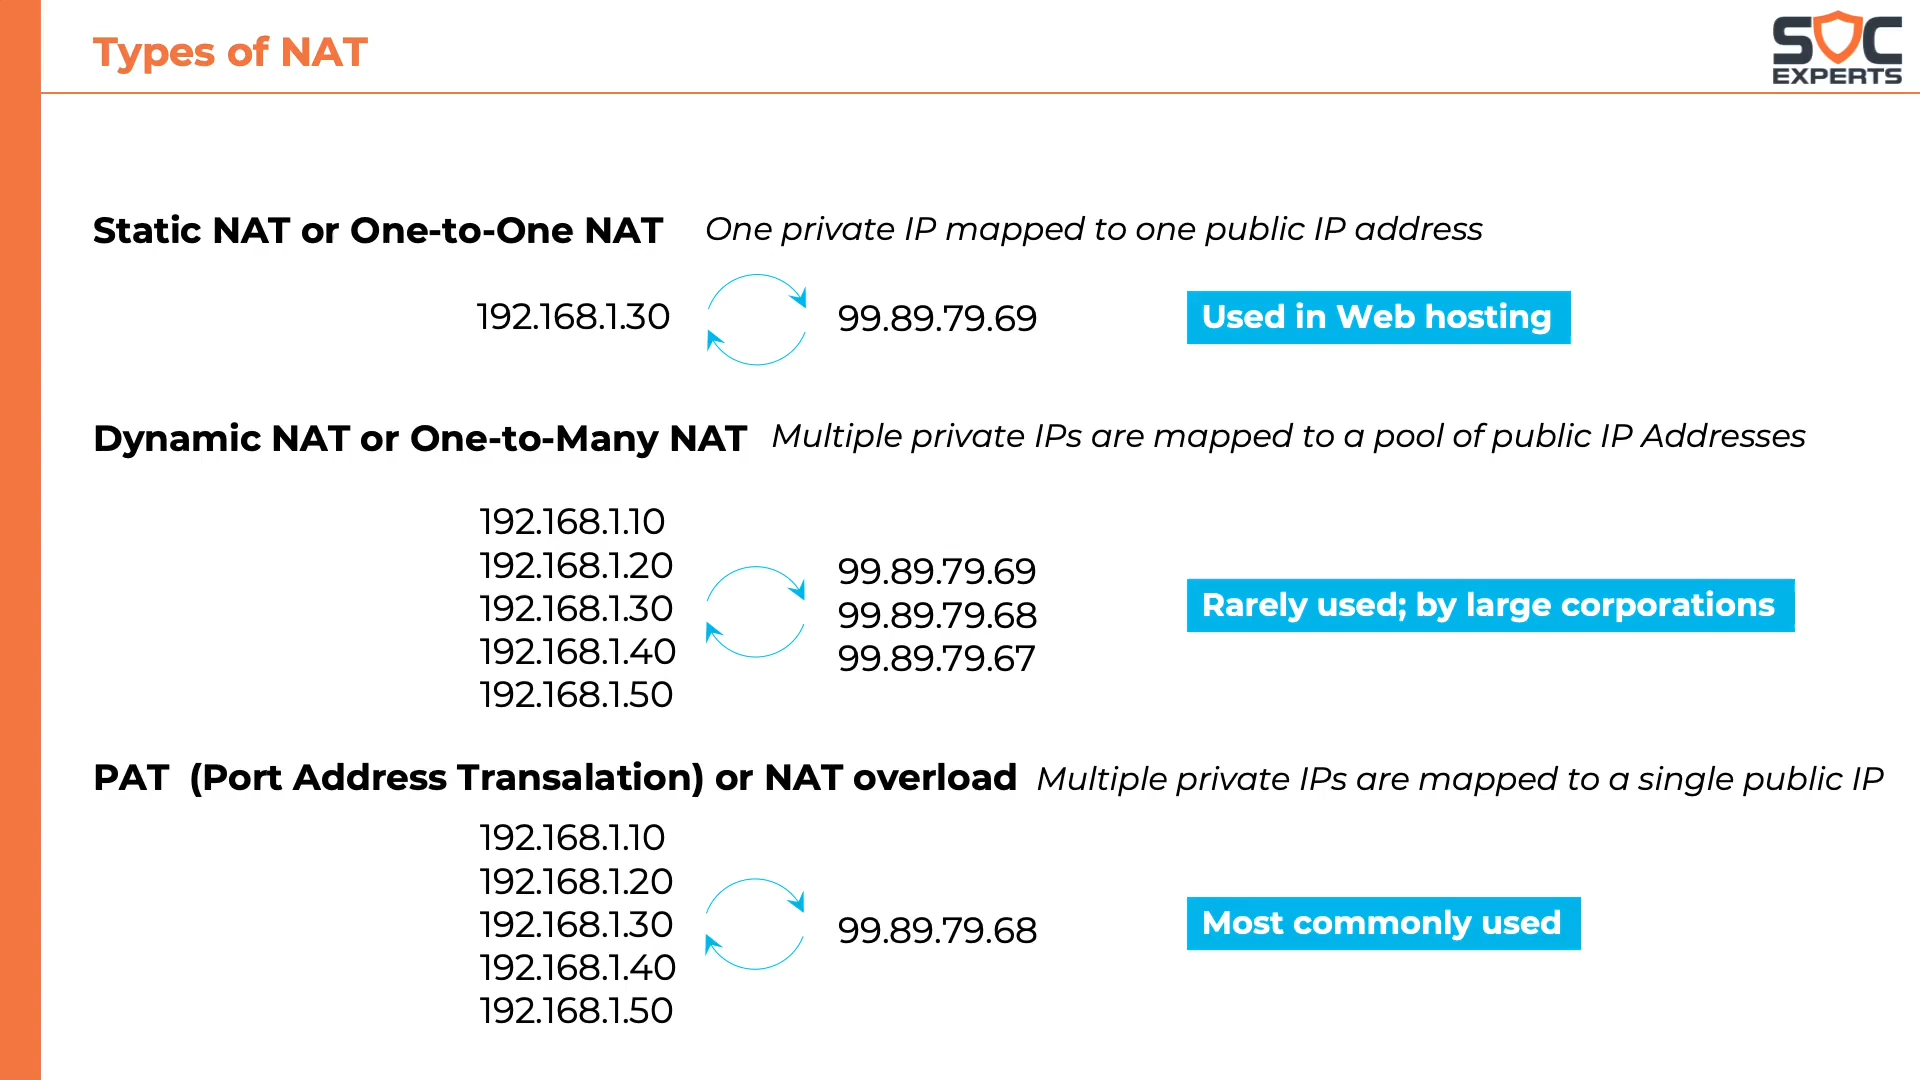 Types of NAT
SOC
EXPERTS
Static NAT or One-to-One NAT One private IP mapped to one public IP address
192.168.1.30 99.89.79.69 Used in Web hosting
Dynamic NAT or One-to-Many NAT Multiple private IPs are mapped to a pool of public IP Addresses
192.168.1.10
192.168.1.20
192.168.1.30
192.168.1.40
192.168.1.50
99.89.79.69
99.89.79.68
99.89.79.67
Rarely used; by large corporations
PAT (Port Address Transalation) or NAT overload Multiple private IPs are mapped to a single public IP
192.168.1.10
192.168.1.20
192.168.1.30
192.168.1.40
192.168.1.50
99.89.79.68
Most commonly used